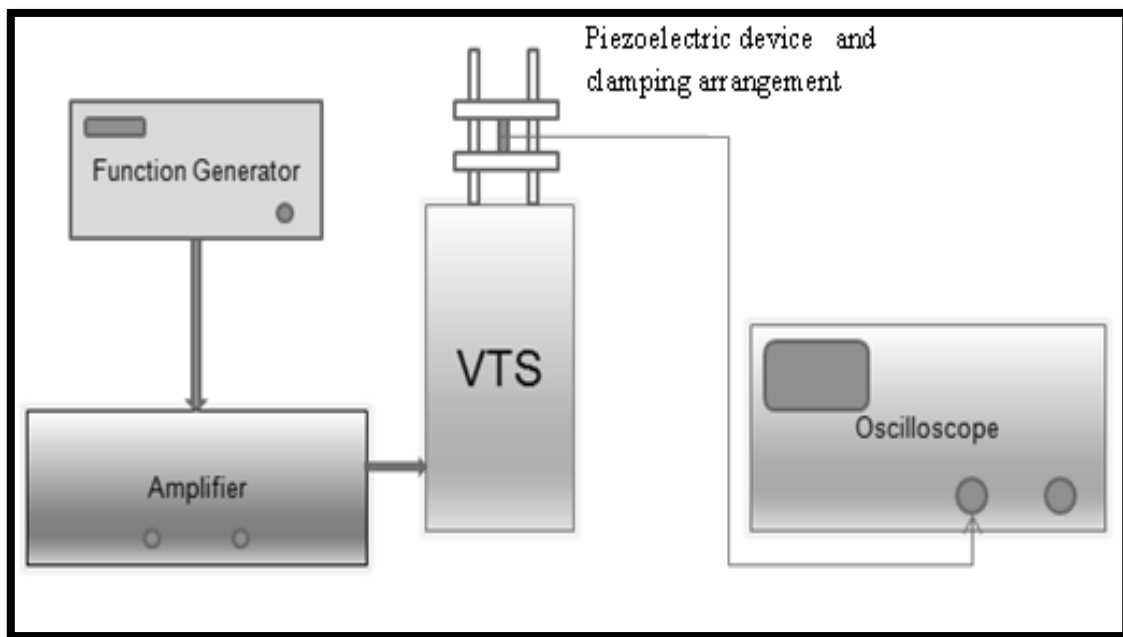 Piezoelectric device and
clamping arrangement
Function Generator
VTS
Oscilloscope
Amplifier